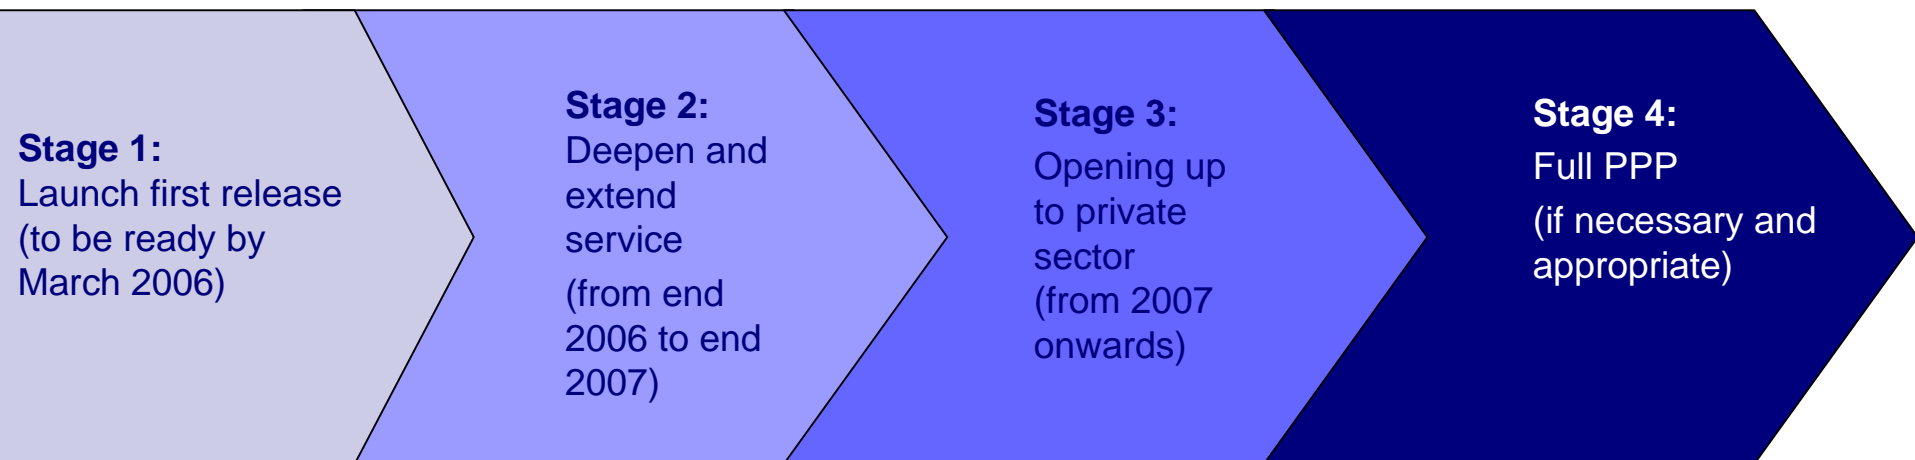 Stage 1:
Launch first release
(to be ready by
March 2006)
Stage 2:
Deepen and
extend
service
(from end
2006 to end
2007)
Stage 3:
Opening up
to private
sector
(from 2007
onwards)
Stage 4:
Full PPP
(if necessary and
appropriate)